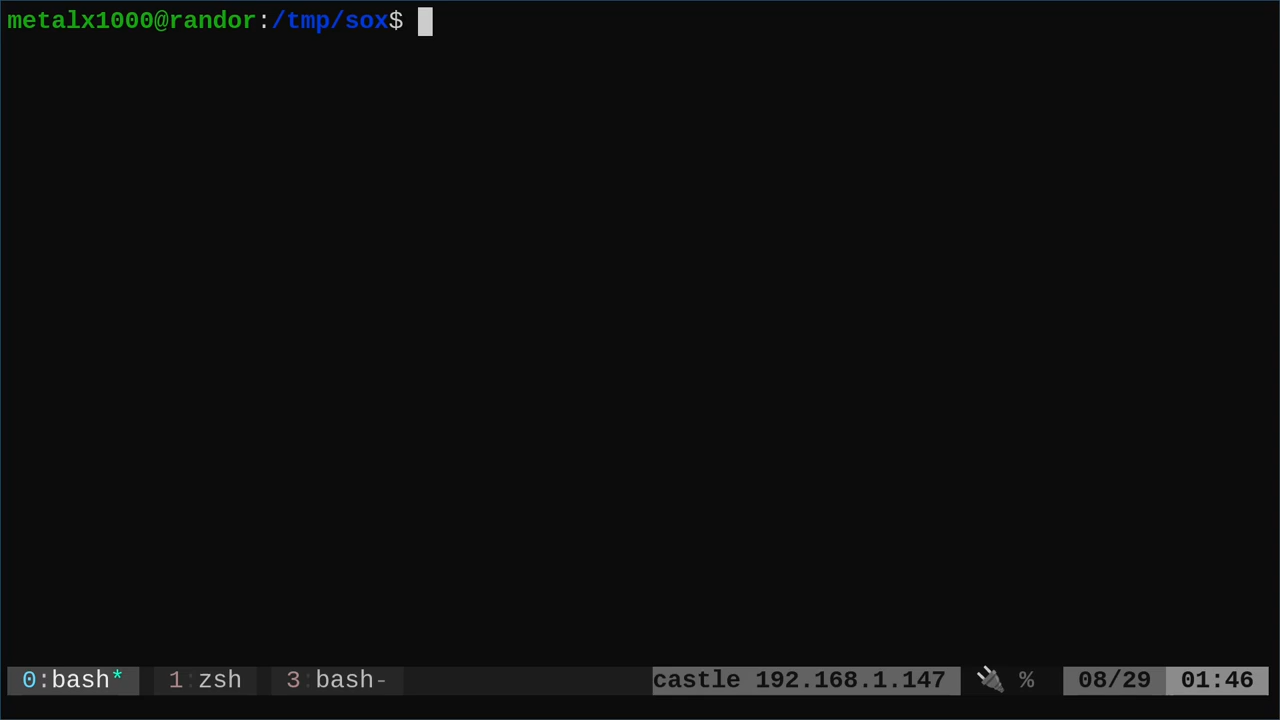 metalx1000@randor:/tmp/sox$
0:bash* 1:zsh 3:bash- castle 192.168.1.147 🔌 % 08/29 01:46